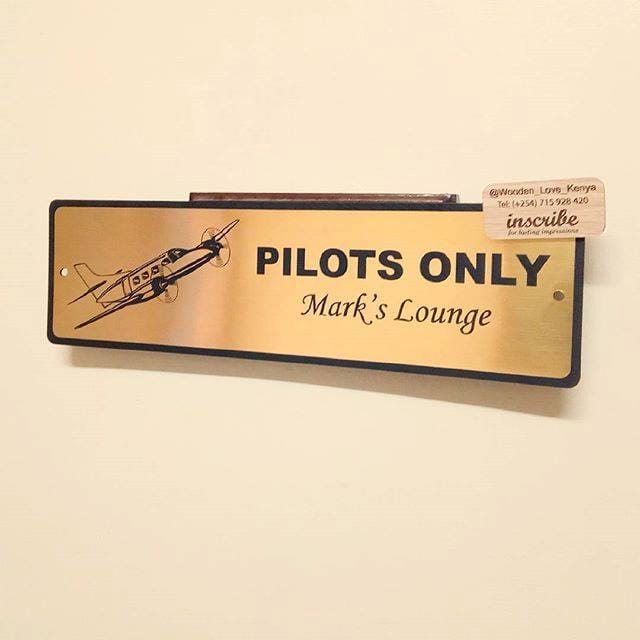 @Wooden_Love_Kenya
Tel: (+254) 715 928 420
inscribe
for lasting impressions
PILOTS ONLY
Mark's Lounge